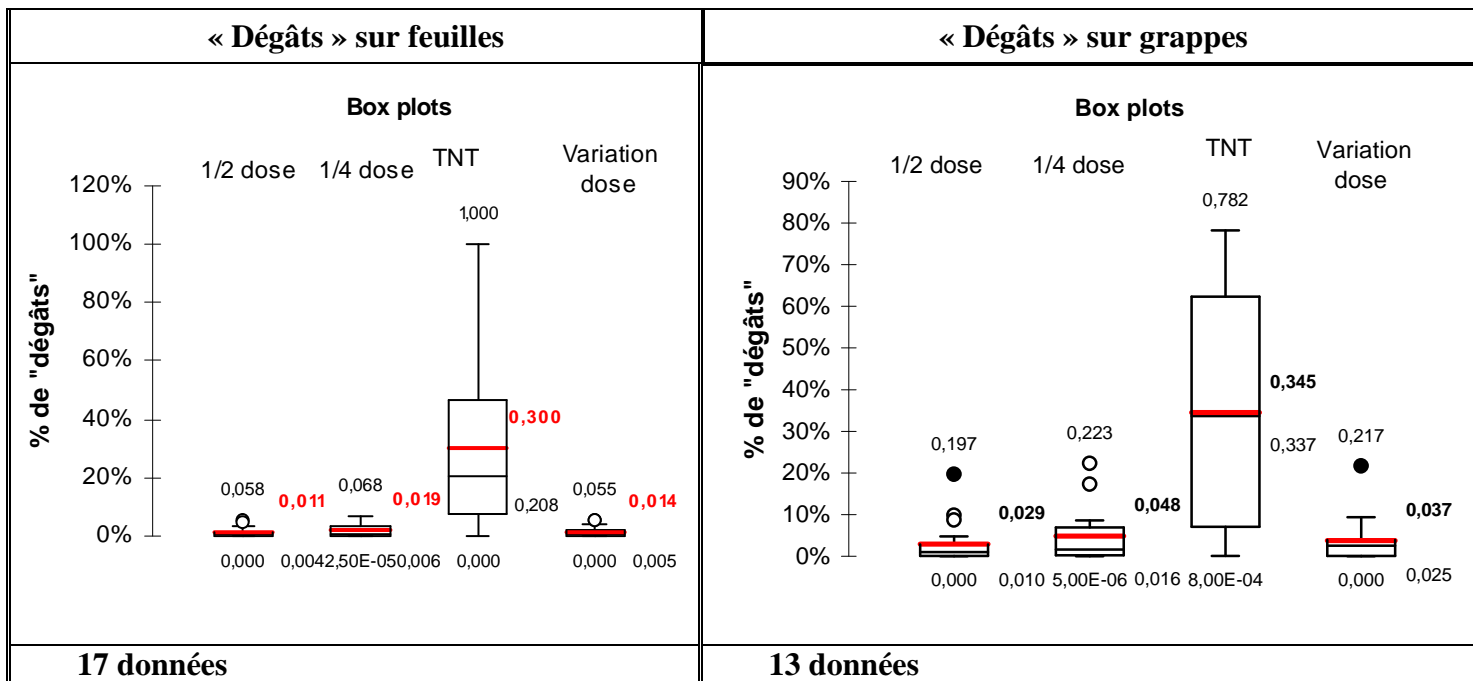 « Dégâts » sur feuilles
« Dégâts » sur grappes
Box plots
1/2 dose 1/4 dose TNT Variation dose
% de "dégâts"
120%
100%
80%
60%
40%
20%
0%
1,000
0,300
0,208
0,058
0,011
0,068
0,019
0,055
0,014
0,000 0,0042,50E-050,006 0,000 0,000 0,005
Box plots
1/2 dose 1/4 dose TNT Variation dose
% de "dégâts"
90%
80%
70%
60%
50%
40%
30%
20%
10%
0%
0,782
0,345
0,337
0,197
0,223
0,217
0,029
0,048
0,037
0,000 0,010 5,00E-06 0,016 8,00E-04 0,000 0,025
17 données
13 données